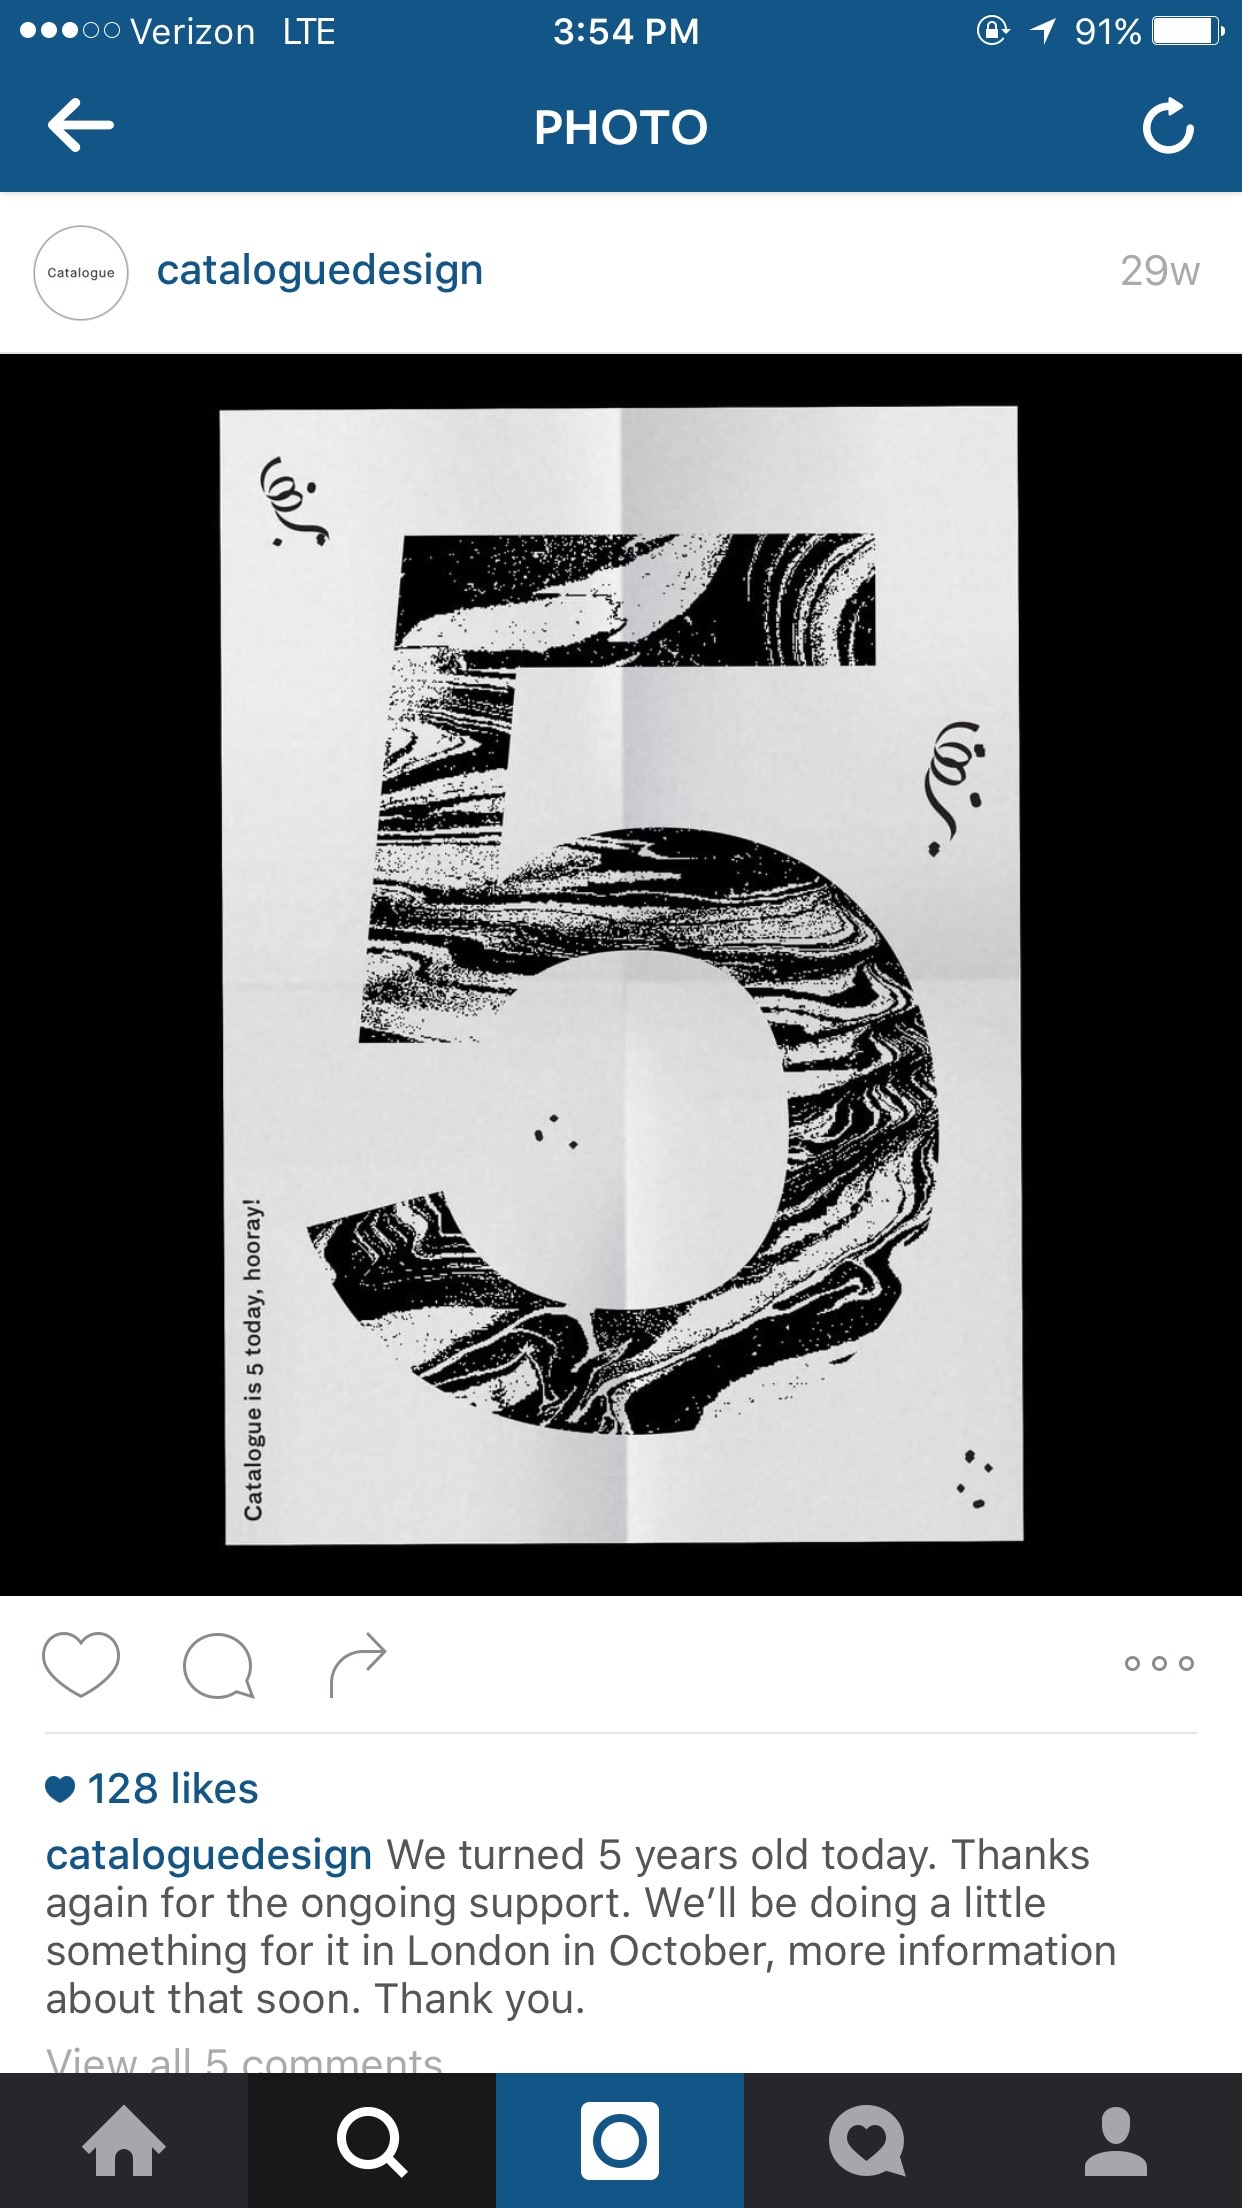 Verizon LTE 3:54 PM 91%
PHOTO
Catalogue
cataloguedesign 29w
5
Catalogue is 5 today, hooray!
128 likes
cataloguedesign We turned 5 years old today. Thanks
again for the ongoing support. We’ll be doing a little
something for it in London in October, more information
about that soon. Thank you.
View all 5 comments